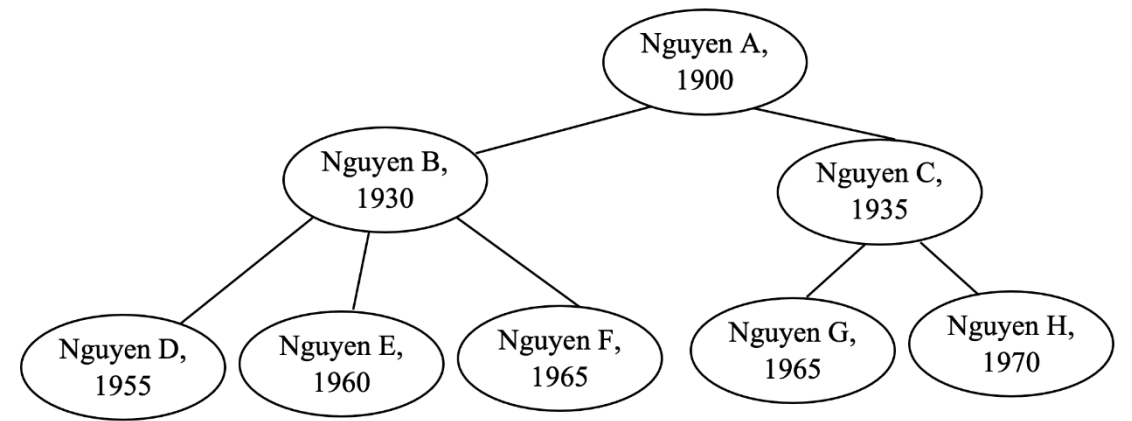 Nguyen A,
1900
Nguyen B,
1930
Nguyen C,
1935
Nguyen D,
1955
Nguyen E,
1960
Nguyen F,
1965
Nguyen G,
1965
Nguyen H,
1970